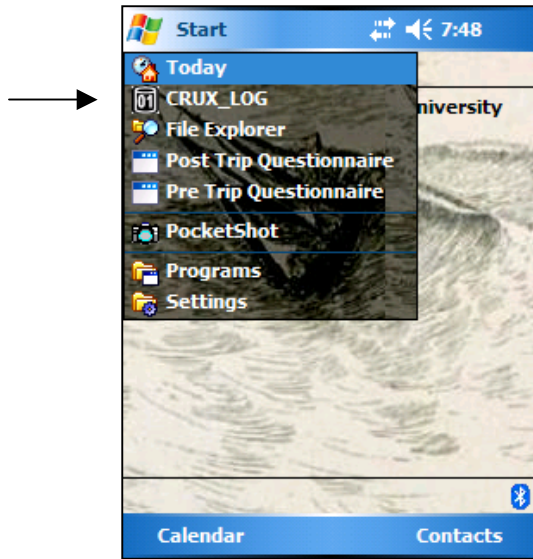 Start 7:48
Today
CRUX_LOG
niversity
File Explorer
Post Trip Questionnaire
Pre Trip Questionnaire
PocketShot
Programs
Settings
Calendar Contacts